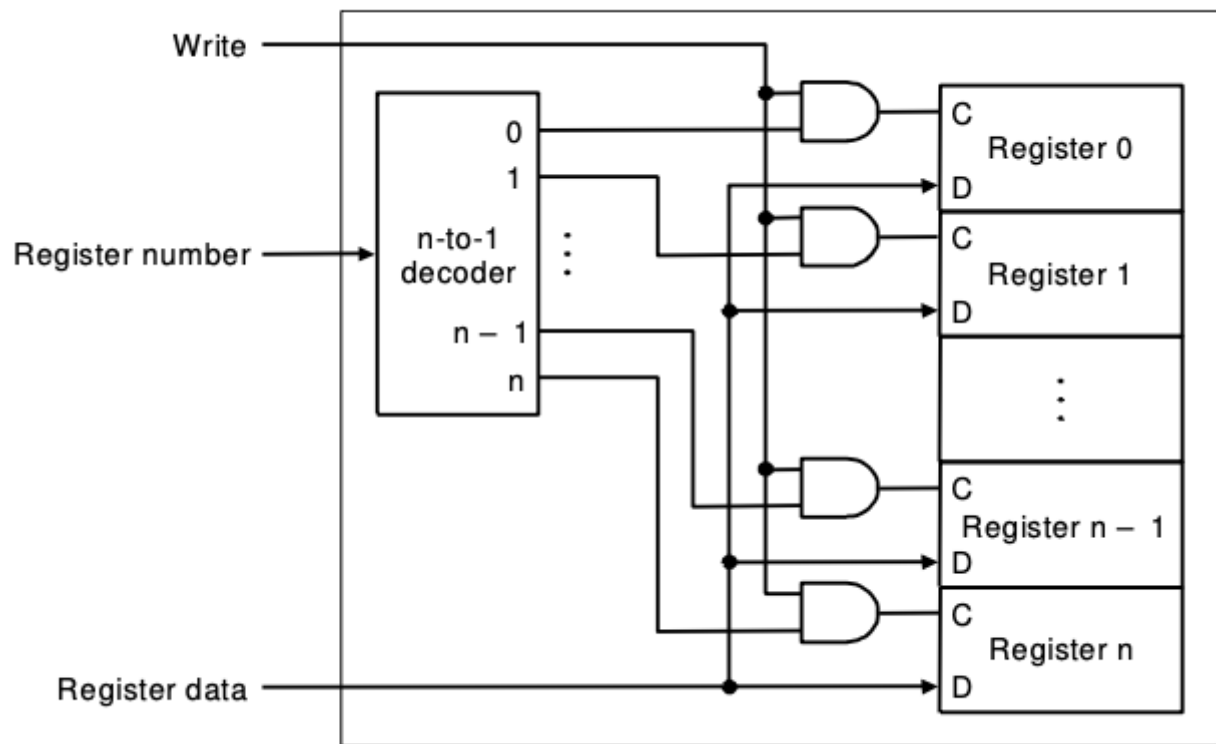 Write
Register number
Register data
n-to-1
decoder
0
1
n – 1
n
C
Register 0
D
C
Register 1
D
C
Register n – 1
D
C
Register n
D